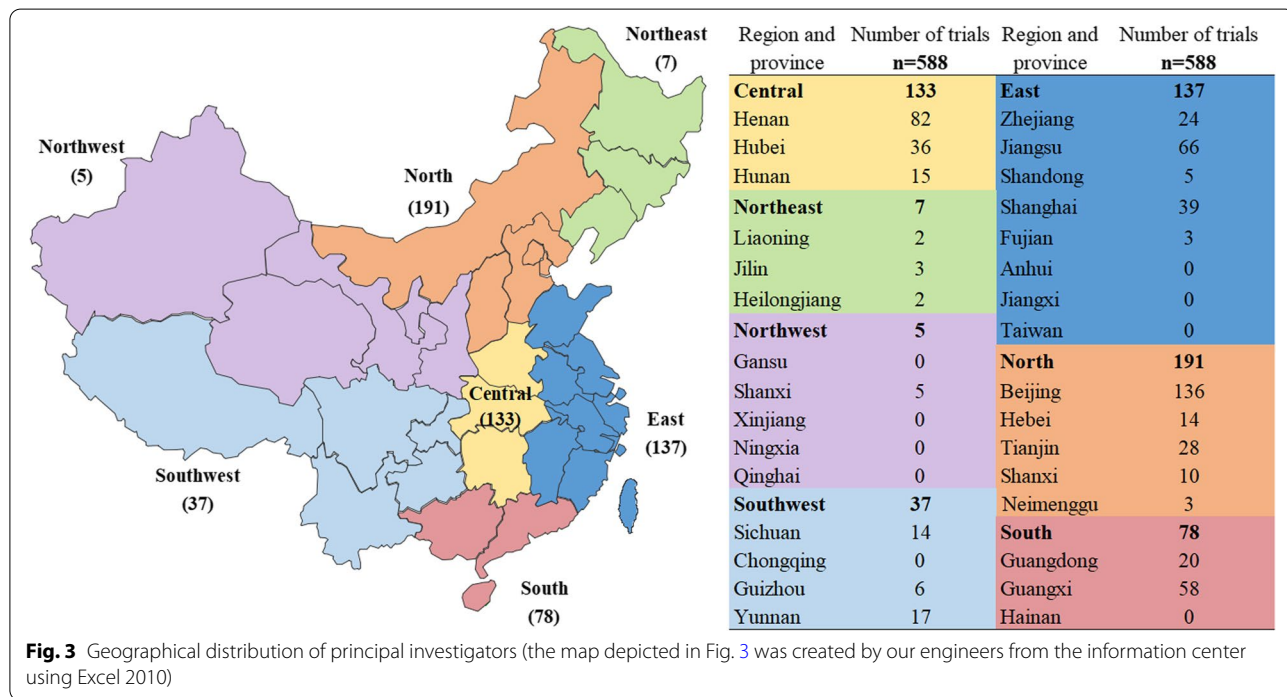 Northeast
(7)
Northwest
(5)
North
(191)
Central
(133)
East
(137)
Southwest
(37)
South
(78)
Region and province Number of trials n=588 Region and province Number of trials n=588
Central 133 East 137
Henan 82 Zhejiang 24
Hubei 36 Jiangsu 66
Hunan 15 Shandong 5
Northeast 7 Shanghai 39
Liaoning 2 Fujian 3
Jilin 3 Anhui 0
Heilongjiang 2 Jiangxi 0
Northwest 5 Taiwan 0
Gansu 0 North 191
Shanxi 5 Beijing 136
Xinjiang 0 Hebei 14
Ningxia 0 Tianjin 28
Qinghai 0 Shanxi 10
Southwest 37 Neimenggu 3
Sichuan 14 South 78
Chongqing 0 Guangdong 20
Guizhou 6 Guangxi 58
Yunnan 17 Hainan 0
Fig. 3 Geographical distribution of principal investigators (the map depicted in Fig. 3 was created by our engineers from the information center
using Excel 2010)